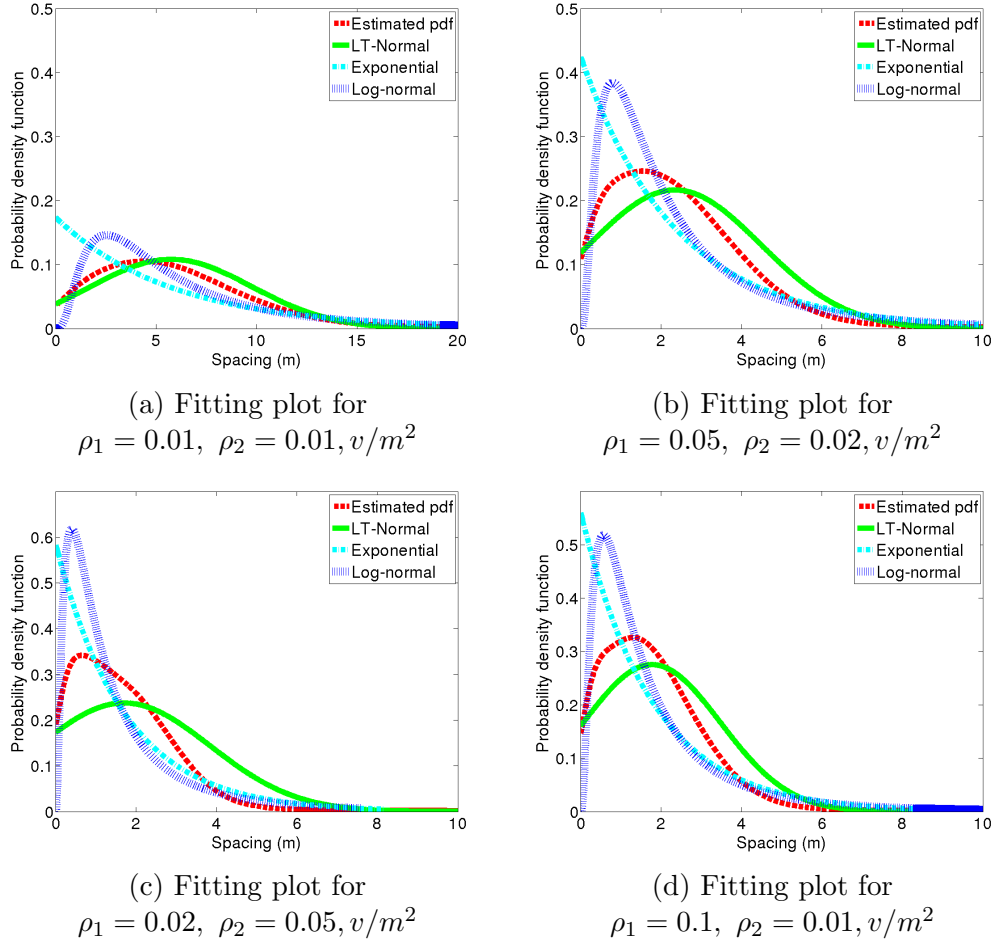 0.5
0.4
0.3
0.2
0.1
0
Probability density function
0 5 10 15 20
Spacing (m)
Estimated pdf
LT-Normal
Exponential
Log-normal
(a) Fitting plot for
ρ₁ = 0.01, ρ₂ = 0.01, v/m²
0.5
0.4
0.3
0.2
0.1
0
Probability density function
0 2 4 6 8 10
Spacing (m)
Estimated pdf
LT-Normal
Exponential
Log-normal
(b) Fitting plot for
ρ₁ = 0.05, ρ₂ = 0.02, v/m²
0.6
0.5
0.4
0.3
0.2
0.1
0
Probability density function
0 2 4 6 8 10
Spacing (m)
Estimated pdf
LT-Normal
Exponential
Log-normal
(c) Fitting plot for
ρ₁ = 0.02, ρ₂ = 0.05, v/m²
0.5
0.4
0.3
0.2
0.1
0
Probability density function
0 2 4 6 8 10
Spacing (m)
Estimated pdf
LT-Normal
Exponential
Log-normal
(d) Fitting plot for
ρ₁ = 0.1, ρ₂ = 0.01, v/m²